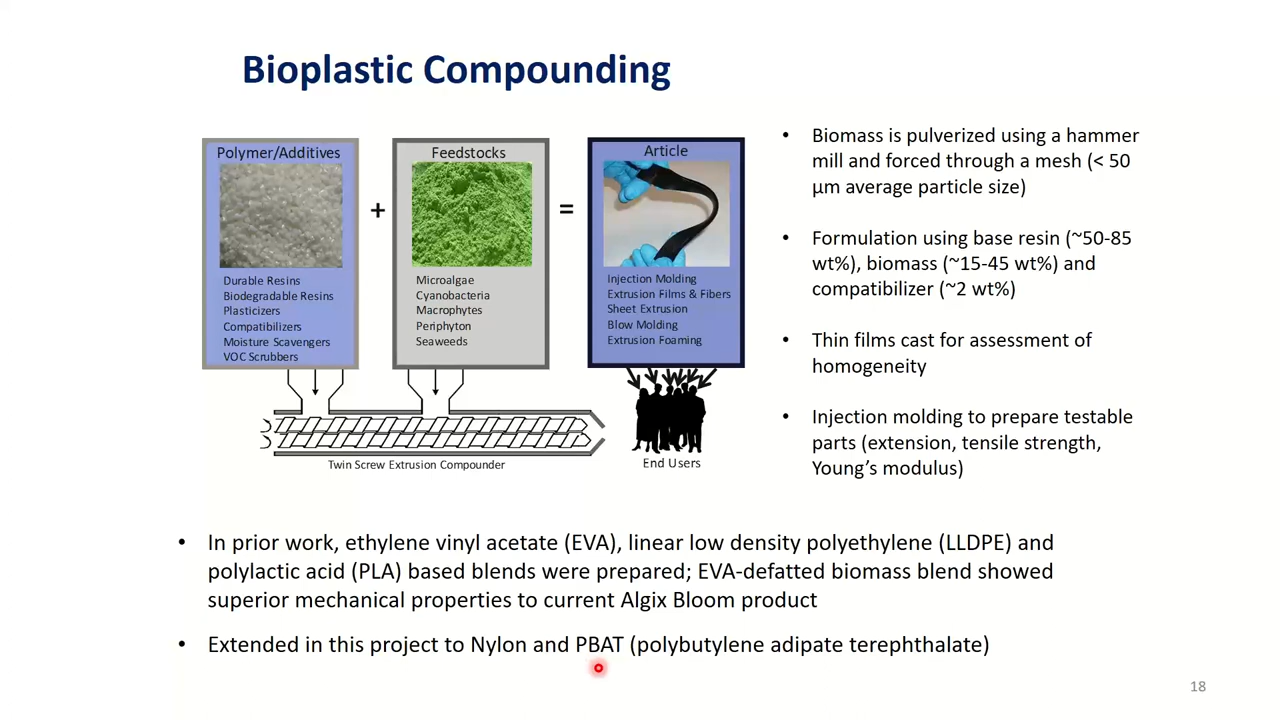 Bioplastic Compounding
Polymer/Additives
Durable Resins
Biodegradable Resins
Plasticizers
Compatibilizers
Moisture Scavengers
VOC Scrubbers
+
Feedstocks
Microalgae
Cyanobacteria
Macrophytes
Periphyton
Seaweeds
=
Article
Injection Molding
Extrusion Films & Fibers
Sheet Extrusion
Blow Molding
Extrusion Foaming
Twin Screw Extrusion Compounder
End Users
• Biomass is pulverized using a hammer
mill and forced through a mesh (< 50
µm average particle size)
• Formulation using base resin (~50-85
wt%), biomass (~15-45 wt%) and
compatibilizer (~2 wt%)
• Thin films cast for assessment of
homogeneity
• Injection molding to prepare testable
parts (extension, tensile strength,
Young’s modulus)
• In prior work, ethylene vinyl acetate (EVA), linear low density polyethylene (LLDPE) and
polylactic acid (PLA) based blends were prepared; EVA-defatted biomass blend showed
superior mechanical properties to current Algix Bloom product
• Extended in this project to Nylon and PBAT (polybutylene adipate terephthalate)
18